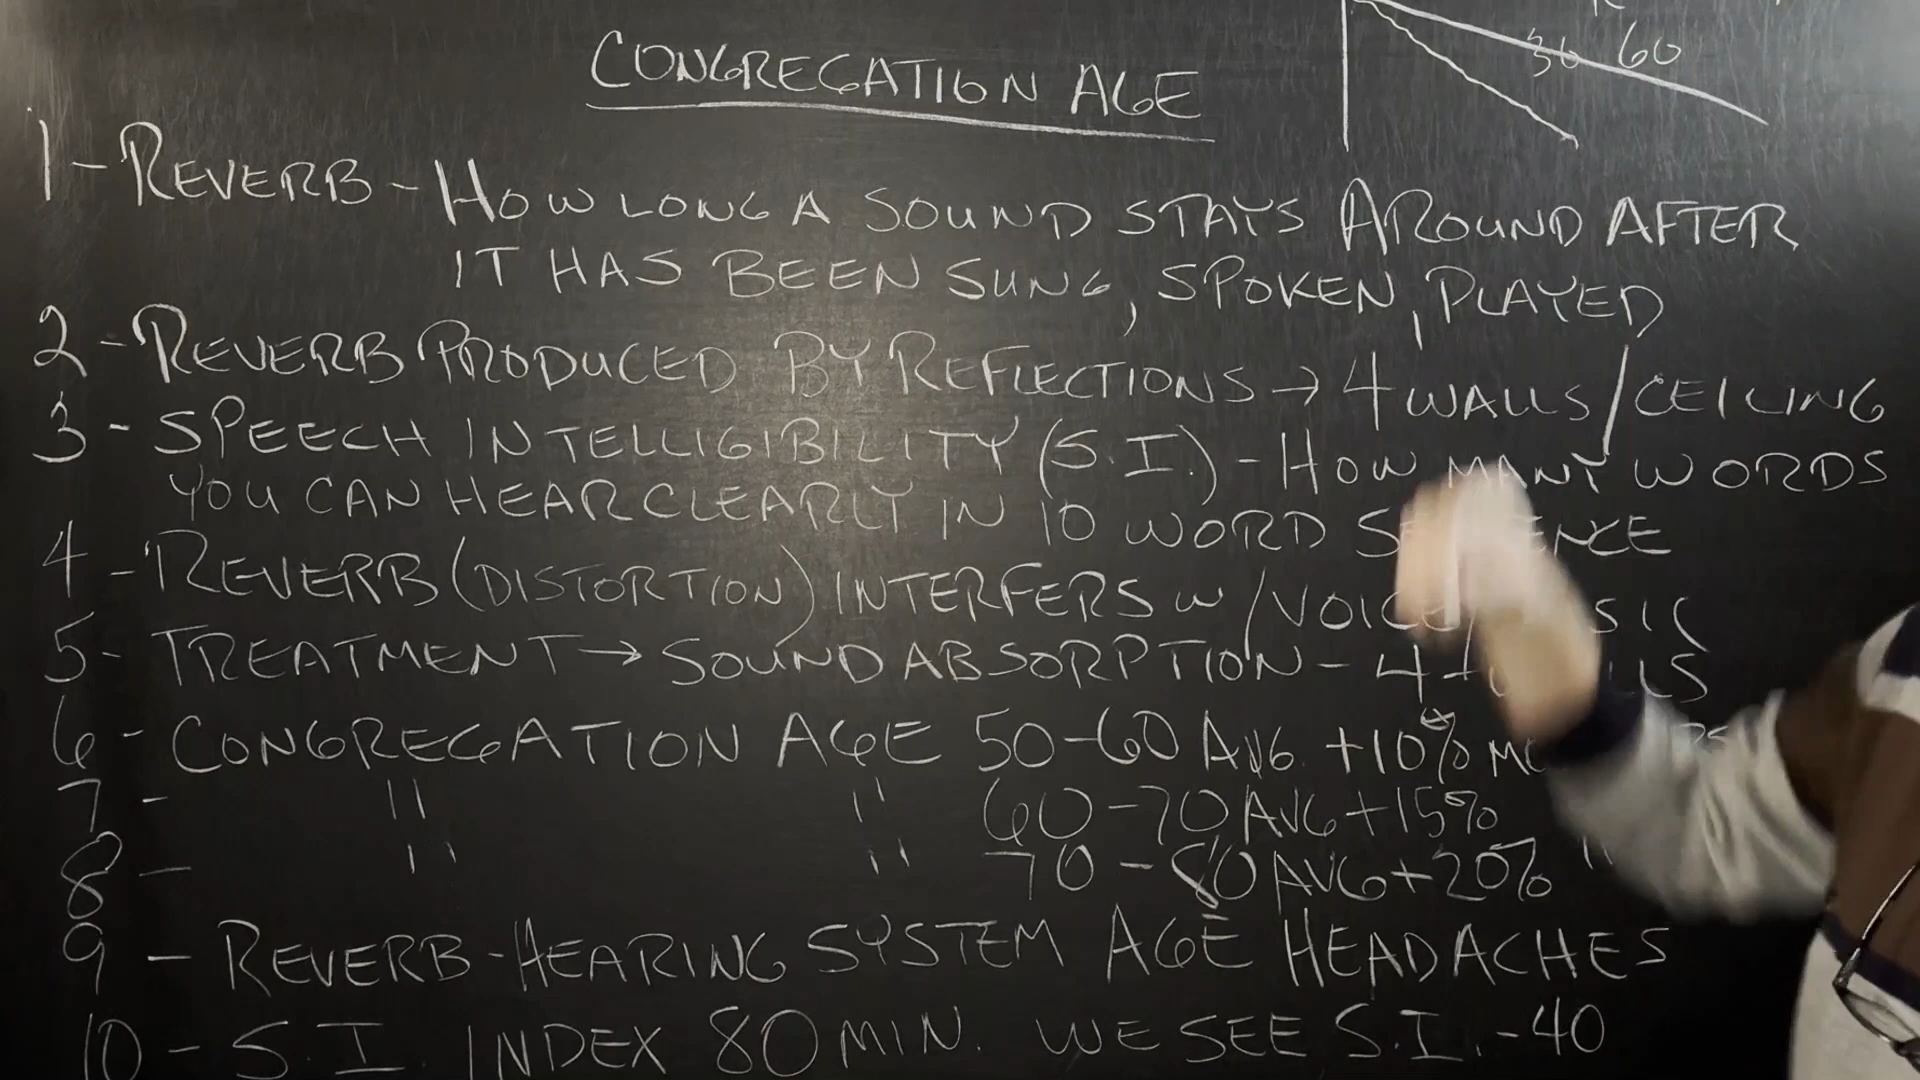 30 60
CONGREGATION AGE
1 - REVERB - HOW LONG A SOUND STAYS AROUND AFTER
IT HAS BEEN SUNG, SPOKEN, PLAYED
2 - REVERB PRODUCED BY REFLECTIONS → 4 WALLS / CEILING
3 - SPEECH INTELLIGIBILITY (S.I.) - HOW MANY WORDS
YOU CAN HEAR CLEARLY IN 10 WORD
4 - REVERB (DISTORTION) INTERFERS W/VOICE/
5 - TREATMENT → SOUND ABSORPTION - 4
6 - CONGREGATION AGE 50-60 AVG. +10%
7 - " " 60-70 AVG +15%
8 - " " 70-80 AVG +20% "
9 - REVERB - HEARING SYSTEM AGE HEADACHES
10 - S.I. INDEX 80 MIN. WE SEE S.I. -40